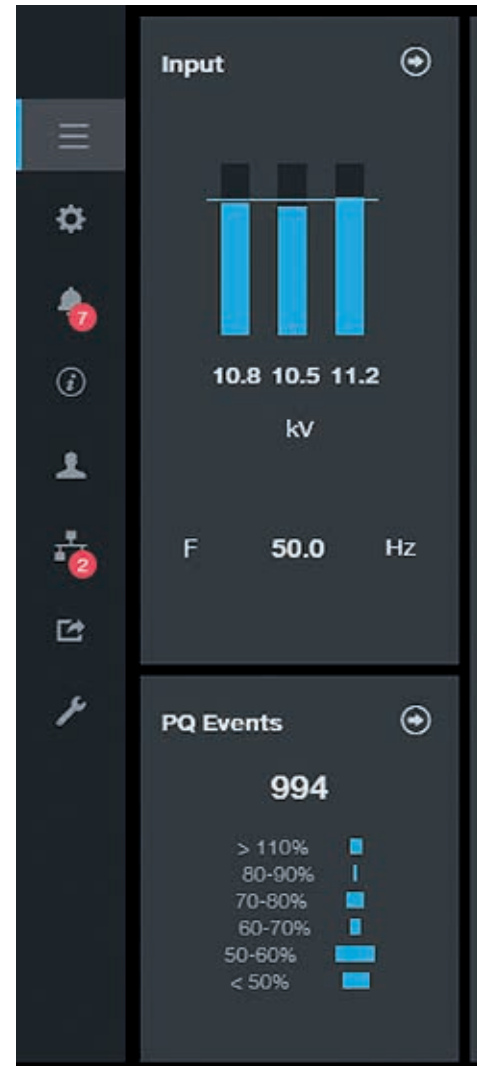 Input
7
10.8 10.5 11.2
kV
2
F 50.0 Hz
PQ Events
994
> 110%
80-90%
70-80%
60-70%
50-60%
< 50%